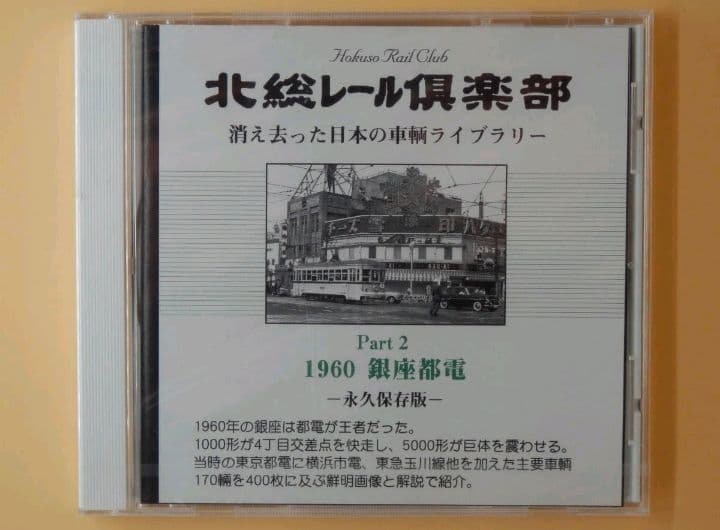 Hokuso Rail Club
北総レール倶楽部
消え去った日本の車輌ライブラリー
Part 2
1960 銀座都電
―永久保存版―
1960年の銀座は都電が王者だった。
1000形が4丁目交差点を快走し、5000形が巨体を震わせる。
当時の東京都電に横浜市電、東急玉川線他を加えた主要車輌
170輛を400枚に及ぶ鮮明画像と解説で紹介。